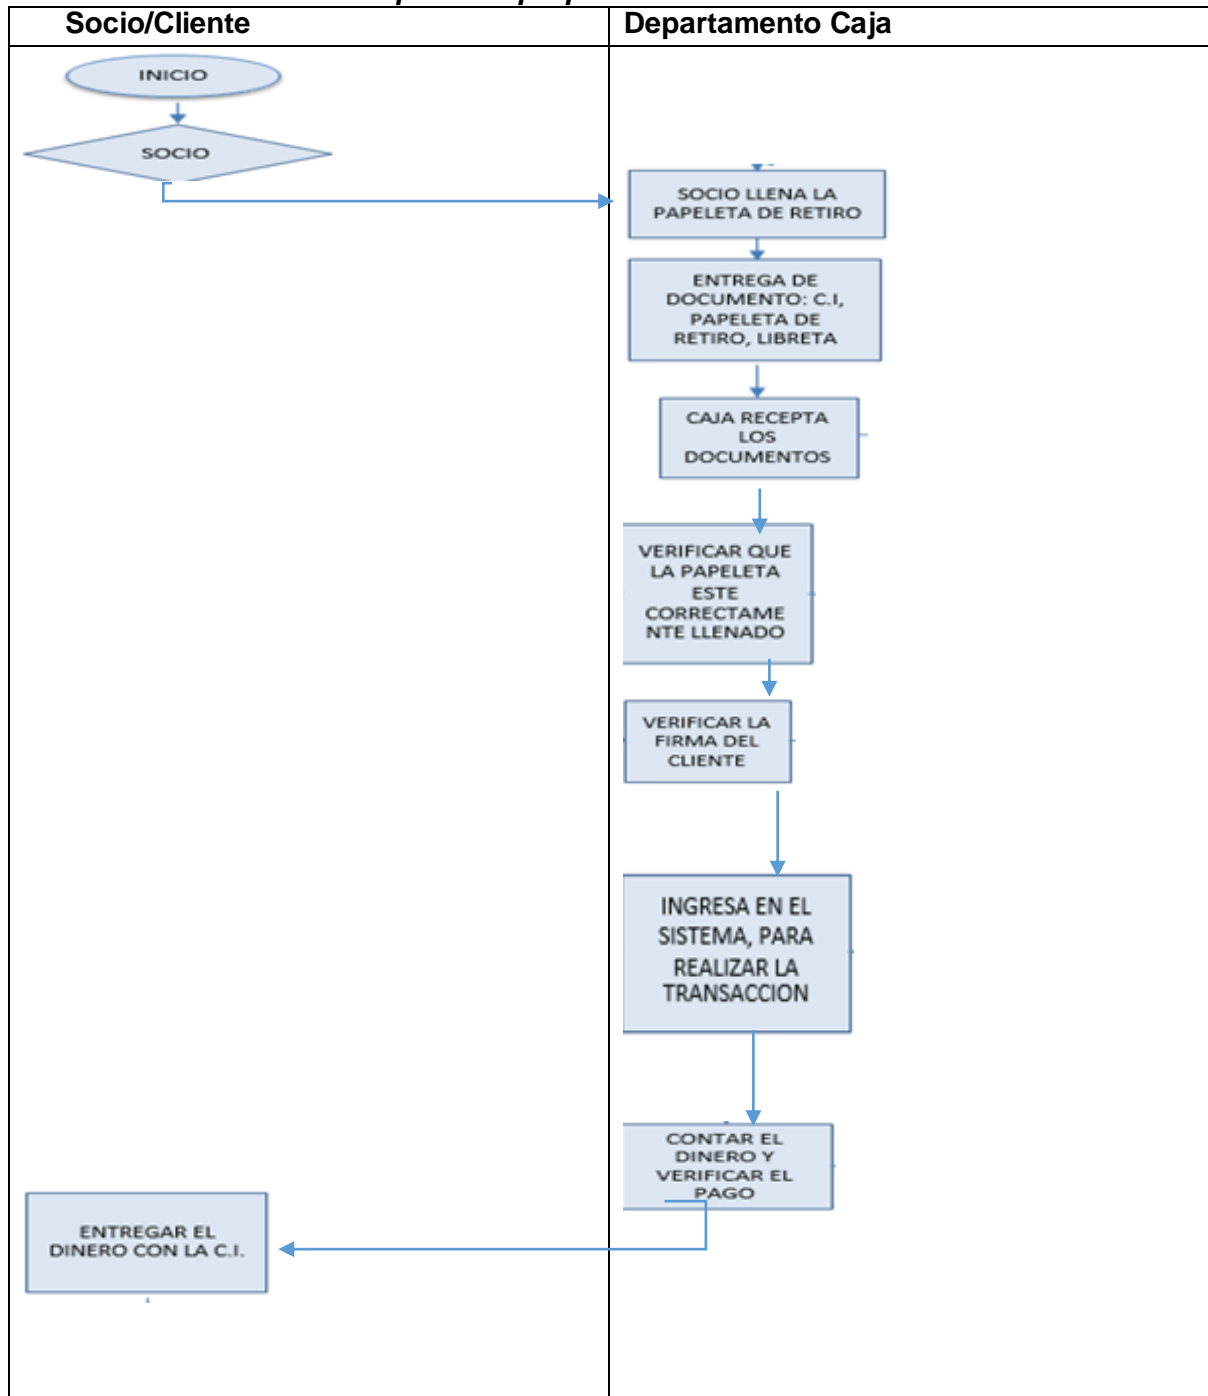 Socio/Cliente
Departamento Caja
INICIO
SOCIO
SOCIO LLENA LA
PAPELETA DE RETIRO
ENTREGA DE
DOCUMENTO: C.I,
PAPELETA DE
RETIRO, LIBRETA
CAJA RECEPTA
LOS
DOCUMENTOS
VERIFICAR QUE
LA PAPELETA
ESTE
CORRECTAME
NTE LLENADO
VERIFICAR LA
FIRMA DEL
CLIENTE
INGRESA EN EL
SISTEMA, PARA
REALIZAR LA
TRANSACCION
CONTAR EL
DINERO Y
VERIFICAR EL
PAGO
ENTREGAR EL
DINERO CON LA C.I.